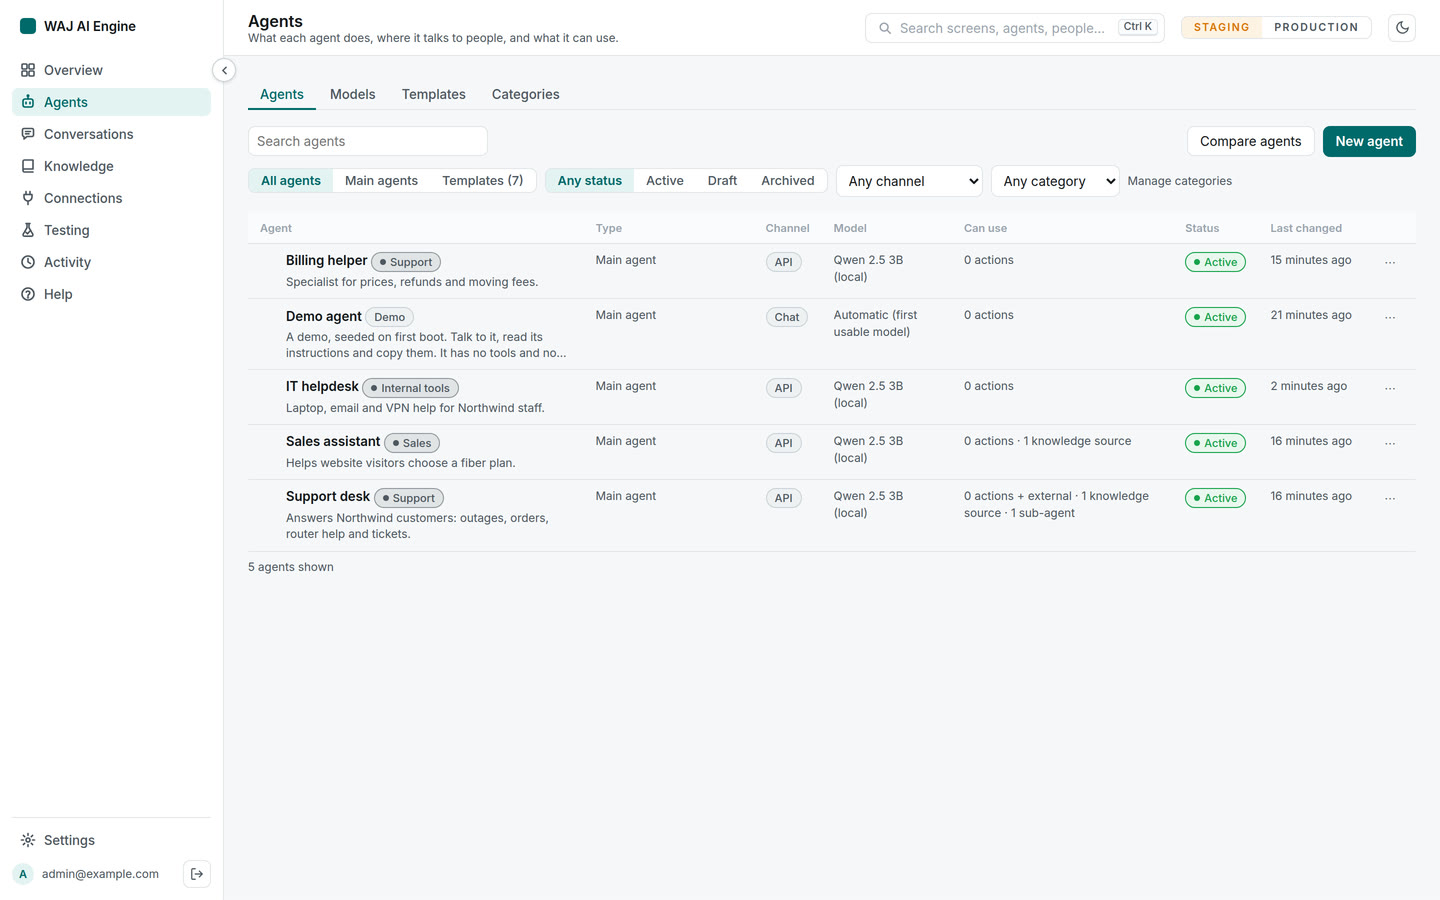 WAJ AI Engine
Overview
Agents
Conversations
Knowledge
Connections
Testing
Activity
Help
Settings
A admin@example.com
Agents
What each agent does, where it talks to people, and what it can use.
Search screens, agents, people... Ctrl K
STAGING PRODUCTION
Agents Models Templates Categories
Search agents
Compare agents New agent
All agents Main agents Templates (7) Any status Active Draft Archived Any channel Any category Manage categories
Agent Type Channel Model Can use Status Last changed
Billing helper Support Main agent API Qwen 2.5 3B 0 actions Active 15 minutes ago ...
(local)
Specialist for prices, refunds and moving fees.
Demo agent Demo Main agent Chat Automatic (first 0 actions Active 21 minutes ago ...
usable model)
A demo, seeded on first boot. Talk to it, read its
instructions and copy them. It has no tools and no...
IT helpdesk Internal tools Main agent API Qwen 2.5 3B 0 actions Active 2 minutes ago ...
(local)
Laptop, email and VPN help for Northwind staff.
Sales assistant Sales Main agent API Qwen 2.5 3B 0 actions · 1 knowledge source Active 16 minutes ago ...
(local)
Helps website visitors choose a fiber plan.
Support desk Support Main agent API Qwen 2.5 3B 0 actions + external · 1 knowledge Active 16 minutes ago ...
(local) source · 1 sub-agent
Answers Northwind customers: outages, orders,
router help and tickets.
5 agents shown